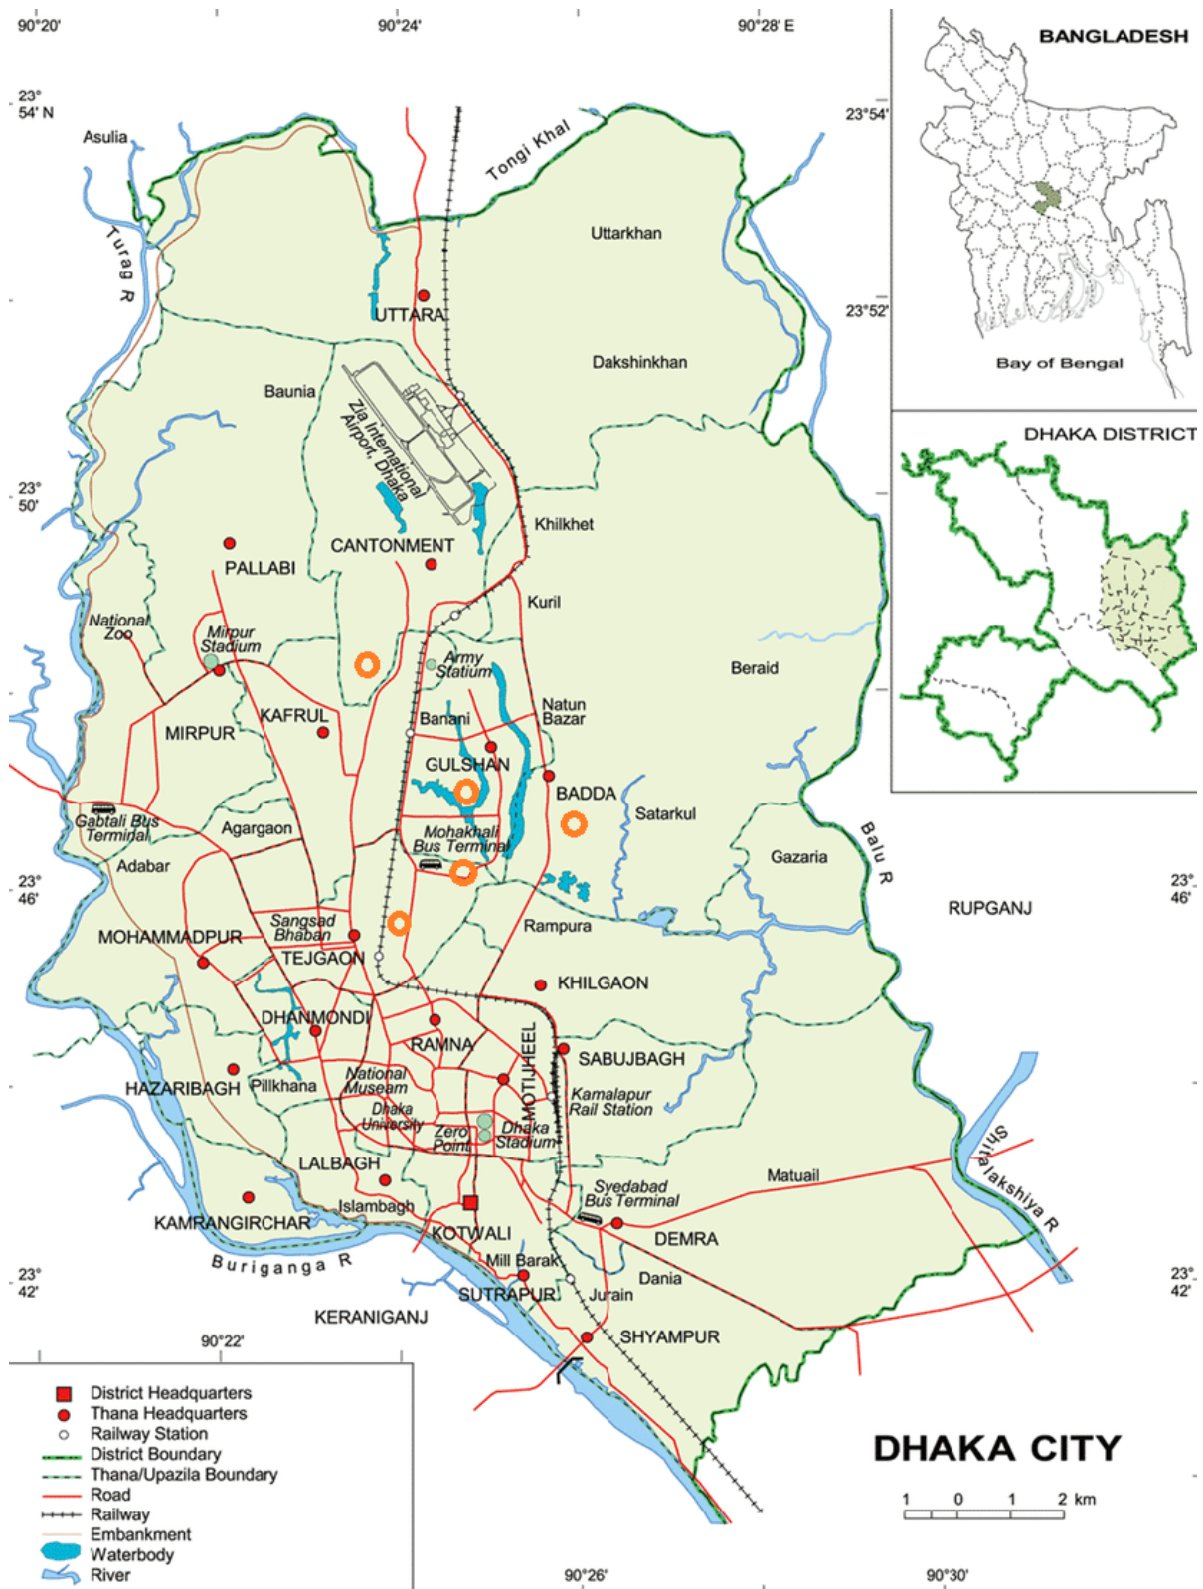 90°20'
90°24'
90°28' E
BANGLADESH
23°
54' N
Asulia
23°54'
Tongi Khal
Turag R
Uttarkhan
UTTARA
23°52'
Dakshinkhan
Bay of Bengal
Baunia
Zia International
Airport, Dhaka
DHAKA DISTRICT
23°
50'
Khilkhet
CANTONMENT
PALLABI
Kuril
National
Zoo
Mirpur
Stadium
Army
Statium
Beraid
Natun
Bazar
KAFRUL
Banani
MIRPUR
GULSHAN
BADDA
Satarkul
Gabtali Bus
Terminal
Agargaon
Mohakhali
Bus Terminal
Balu R
Gazaria
Adabar
23°
46'
RUPGANJ
Sangsad
Bhaban
Rampura
MOHAMMADPUR
TEJGAON
KHILGAON
DHANMONDI
RAMNA
MOTIJHEEL
SABUJBAGH
HAZARIBAGH
Pillkhana
National
Museam
Kamalapur
Rail Station
Dhaka
University
Zero
Point
Dhaka
Stadium
Shitalakshiya R
LALBAGH
Matuail
Syedabad
Bus Terminal
Islambagh
KAMRANGIRCHAR
KOTWALI
DEMRA
Buriganga R
Mill Barak
Dania
23°
42'
23°
42'
SUTRAPUR
Jurain
KERANIGANJ
SHYAMPUR
90°22'
District Headquarters
Thana Headquarters
Railway Station
District Boundary
Thana/Upazila Boundary
Road
Railway
Embankment
Waterbody
River
DHAKA CITY
1 0 1 2 km
90°26'
90°30'